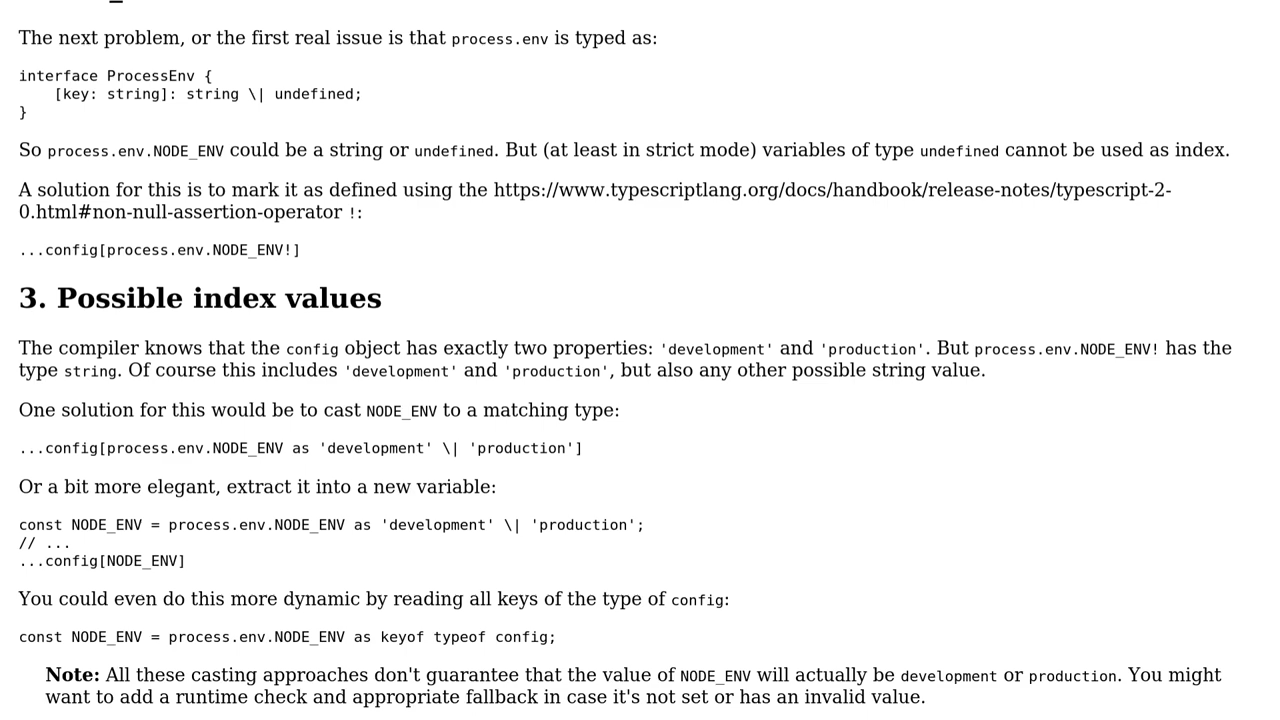 The next problem, or the first real issue is that process.env is typed as:
interface ProcessEnv {
    [key: string]: string \| undefined;
}
So process.env.NODE_ENV could be a string or undefined. But (at least in strict mode) variables of type undefined cannot be used as index.
A solution for this is to mark it as defined using the https://www.typescriptlang.org/docs/handbook/release-notes/typescript-2-
0.html#non-null-assertion-operator !:
...config[process.env.NODE_ENV!]
3. Possible index values
The compiler knows that the config object has exactly two properties: 'development' and 'production'. But process.env.NODE_ENV! has the
type string. Of course this includes 'development' and 'production', but also any other possible string value.
One solution for this would be to cast NODE_ENV to a matching type:
...config[process.env.NODE_ENV as 'development' \| 'production']
Or a bit more elegant, extract it into a new variable:
const NODE_ENV = process.env.NODE_ENV as 'development' \| 'production';
// ...
...config[NODE_ENV]
You could even do this more dynamic by reading all keys of the type of config:
const NODE_ENV = process.env.NODE_ENV as keyof typeof config;
Note: All these casting approaches don't guarantee that the value of NODE_ENV will actually be development or production. You might
want to add a runtime check and appropriate fallback in case it's not set or has an invalid value.